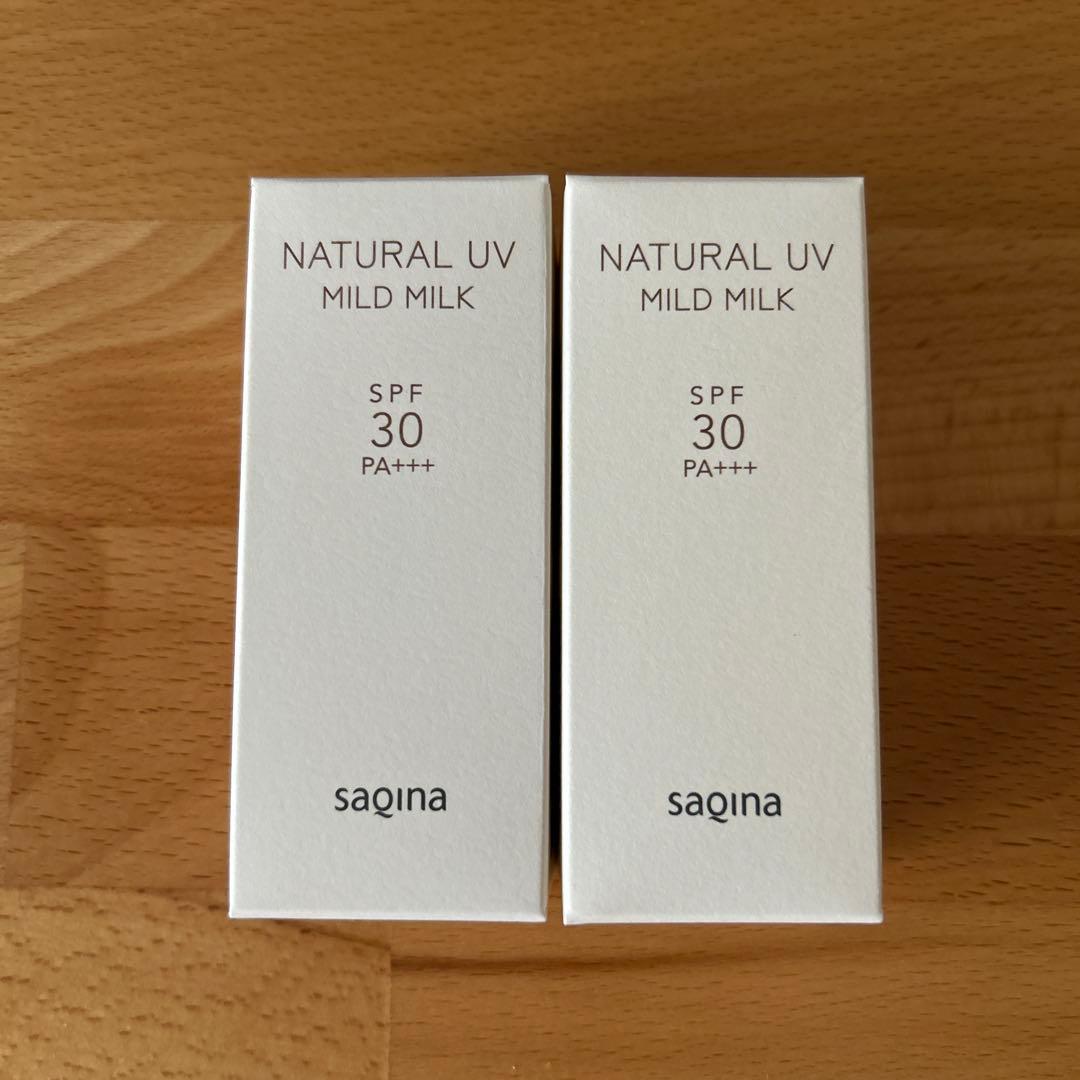 NATURAL UV
MILD MILK
SPF
30
PA+++
saqina
NATURAL UV
MILD MILK
SPF
30
PA+++
saqina